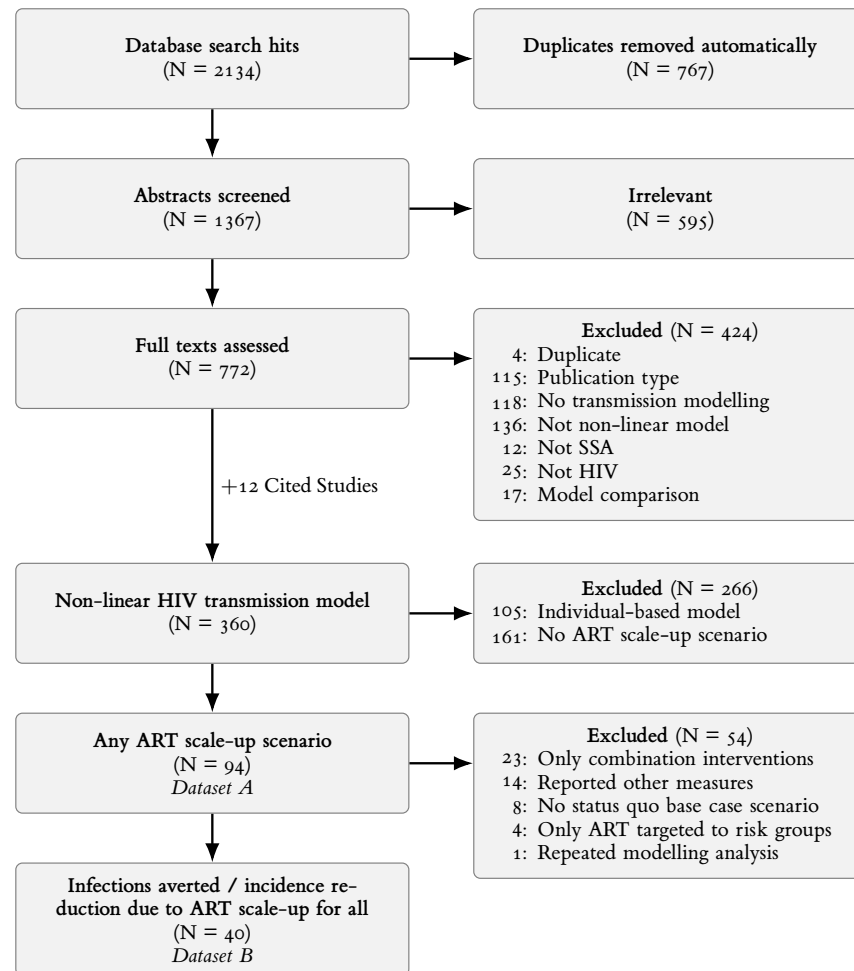 Database search hits
(N = 2134)
Duplicates removed automatically
(N = 767)
Abstracts screened
(N = 1367)
Irrelevant
(N = 595)
Full texts assessed
(N = 772)
Excluded (N = 424)
4: Duplicate
115: Publication type
118: No transmission modelling
136: Not non-linear model
12: Not SSA
25: Not HIV
17: Model comparison
+12 Cited Studies
Non-linear HIV transmission model
(N = 360)
Excluded (N = 266)
105: Individual-based model
161: No ART scale-up scenario
Any ART scale-up scenario
(N = 94)
Dataset A
Excluded (N = 54)
23: Only combination interventions
14: Reported other measures
8: No status quo base case scenario
4: Only ART targeted to risk groups
1: Repeated modelling analysis
Infections averted / incidence re-
duction due to ART scale-up for all
(N = 40)
Dataset B